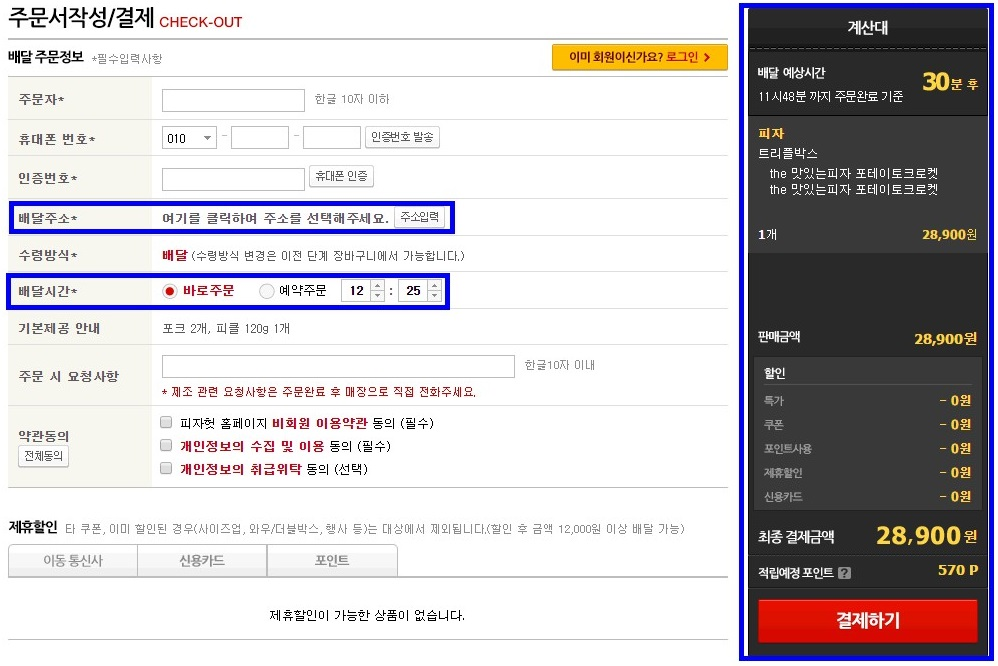 주문서작성/결제 CHECK-OUT
배달 주문정보 *필수입력사항
이미 회원이신가요? 로그인 >
주문자* 한글 10자 이하
휴대폰 번호* 010 - - 인증번호 발송
인증번호* 휴대폰 인증
배달주소* 여기를 클릭하여 주소를 선택해주세요. 주소입력
수령방식* 배달 (수령방식 변경은 이전 단계 장바구니에서 가능합니다.)
배달시간* 바로주문 예약주문 12 : 25
기본제공 안내 포크 2개, 피클 120g 1개
주문 시 요청사항 한글10자 이내
* 제조 관련 요청사항은 주문완료 후 매장으로 직접 전화주세요.
약관동의
전체동의
피자헛 홈페이지 비회원 이용약관 동의 (필수)
개인정보의 수집 및 이용 동의 (필수)
개인정보의 취급위탁 동의 (선택)
제휴할인 타 쿠폰, 이미 할인된 경우(사이즈업, 와우/더블박스, 행사 등)는 대상에서 제외됩니다.(할인 후 금액 12,000원 이상 배달 가능)
이동 통신사 신용카드 포인트
제휴할인이 가능한 상품이 없습니다.
계산대
배달 예상시간
11시48분 까지 주문완료 기준
30분 후
피자
트리플박스
the 맛있는피자 포테이토크로켓
the 맛있는피자 포테이토크로켓
1개 28,900원
판매금액 28,900원
할인
특가 - 0원
쿠폰 - 0원
포인트사용 - 0원
제휴할인 - 0원
신용카드 - 0원
최종 결제금액 28,900원
적립예정 포인트 ? 570 P
결제하기